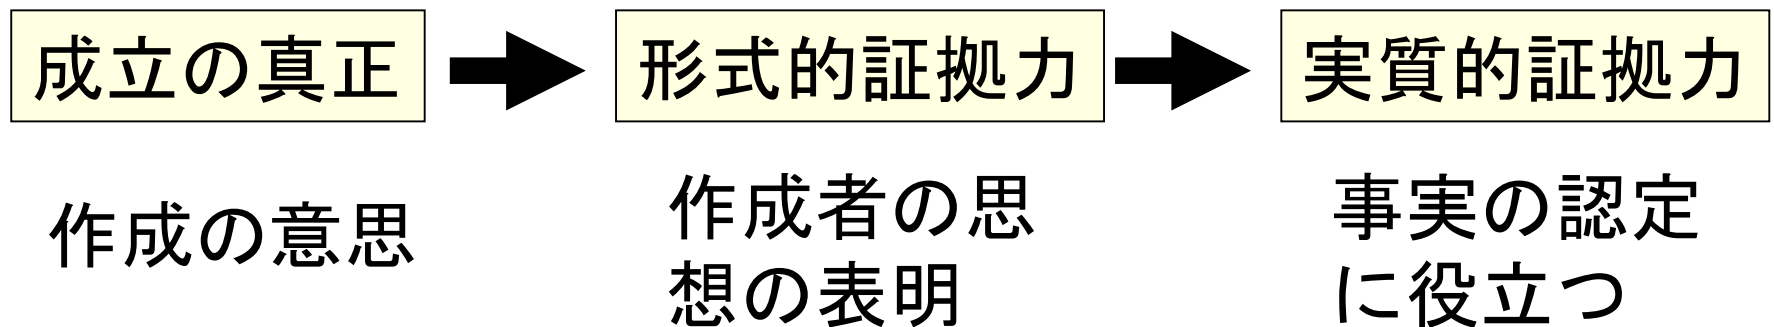 成立の真正
形式的証拠力
実質的証拠力
作成の意思
作成者の思
想の表明
事実の認定
に役立つ